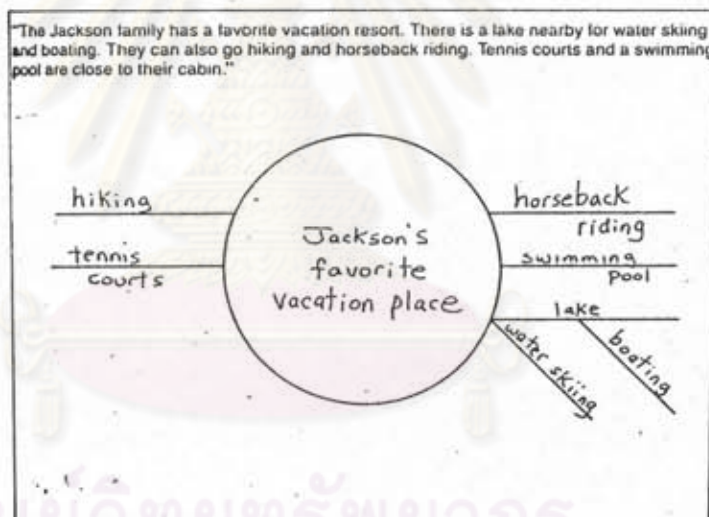 "The Jackson family has a favorite vacation resort. There is a lake nearby for water skiing
and boating. They can also go hiking and horseback riding. Tennis courts and a swimming
pool are close to their cabin."
hiking
tennis
courts
Jackson's
favorite
vacation place
horseback
riding
swimming
pool
lake
water skiing
boating